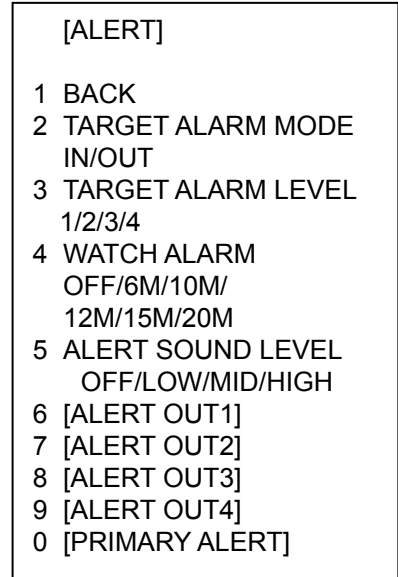 [ALERT]
1 BACK
2 TARGET ALARM MODE
IN/OUT
3 TARGET ALARM LEVEL
1/2/3/4
4 WATCH ALARM
OFF/6M/10M/
12M/15M/20M
5 ALERT SOUND LEVEL
OFF/LOW/MID/HIGH
6 [ALERT OUT1]
7 [ALERT OUT2]
8 [ALERT OUT3]
9 [ALERT OUT4]
0 [PRIMARY ALERT]